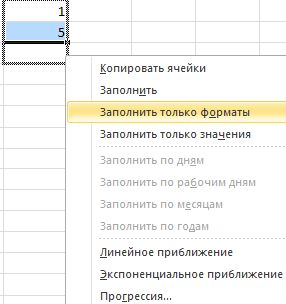 1
5
Копировать ячейки
Заполнить
Заполнить только форматы
Заполнить только значения
Заполнить по дням
Заполнить по рабочим дням
Заполнить по месяцам
Заполнить по годам
Линейное приближение
Экспоненциальное приближение
Прогрессия...